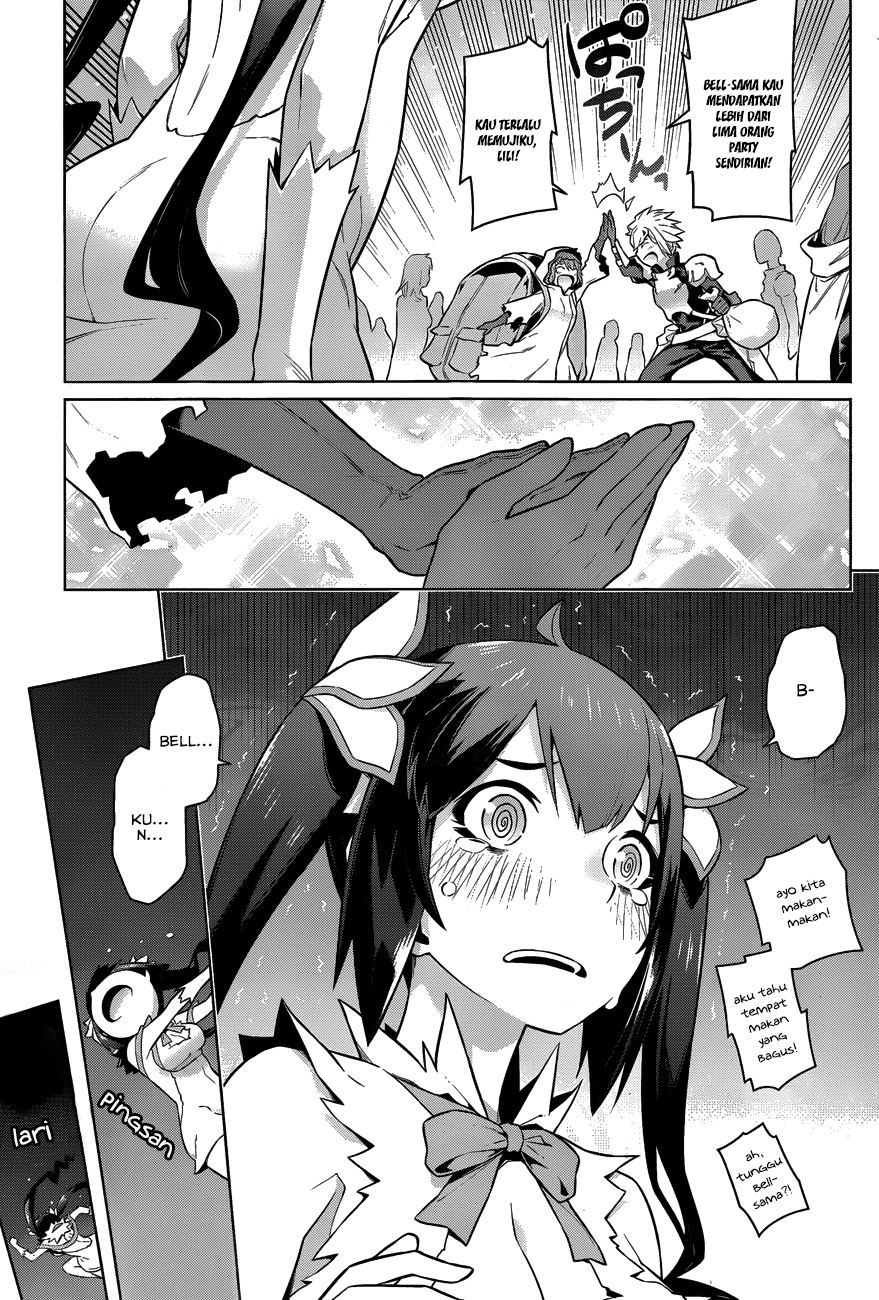 BELL-SAMA KAU
MENDAPATKAN
LEBIH DARI
LIMA ORANG
PARTY
SENDIRIAN!
ぱっちーん
KAU TERLALU
MEMUJIKU,
LILI!
B-
BELL...
KU...
N...
ayo kita
makan-
makan!
aku tahu
tempat
makan
yang
bagus!
ah,
tunggu
bell-
sama?!
pingsan
lari